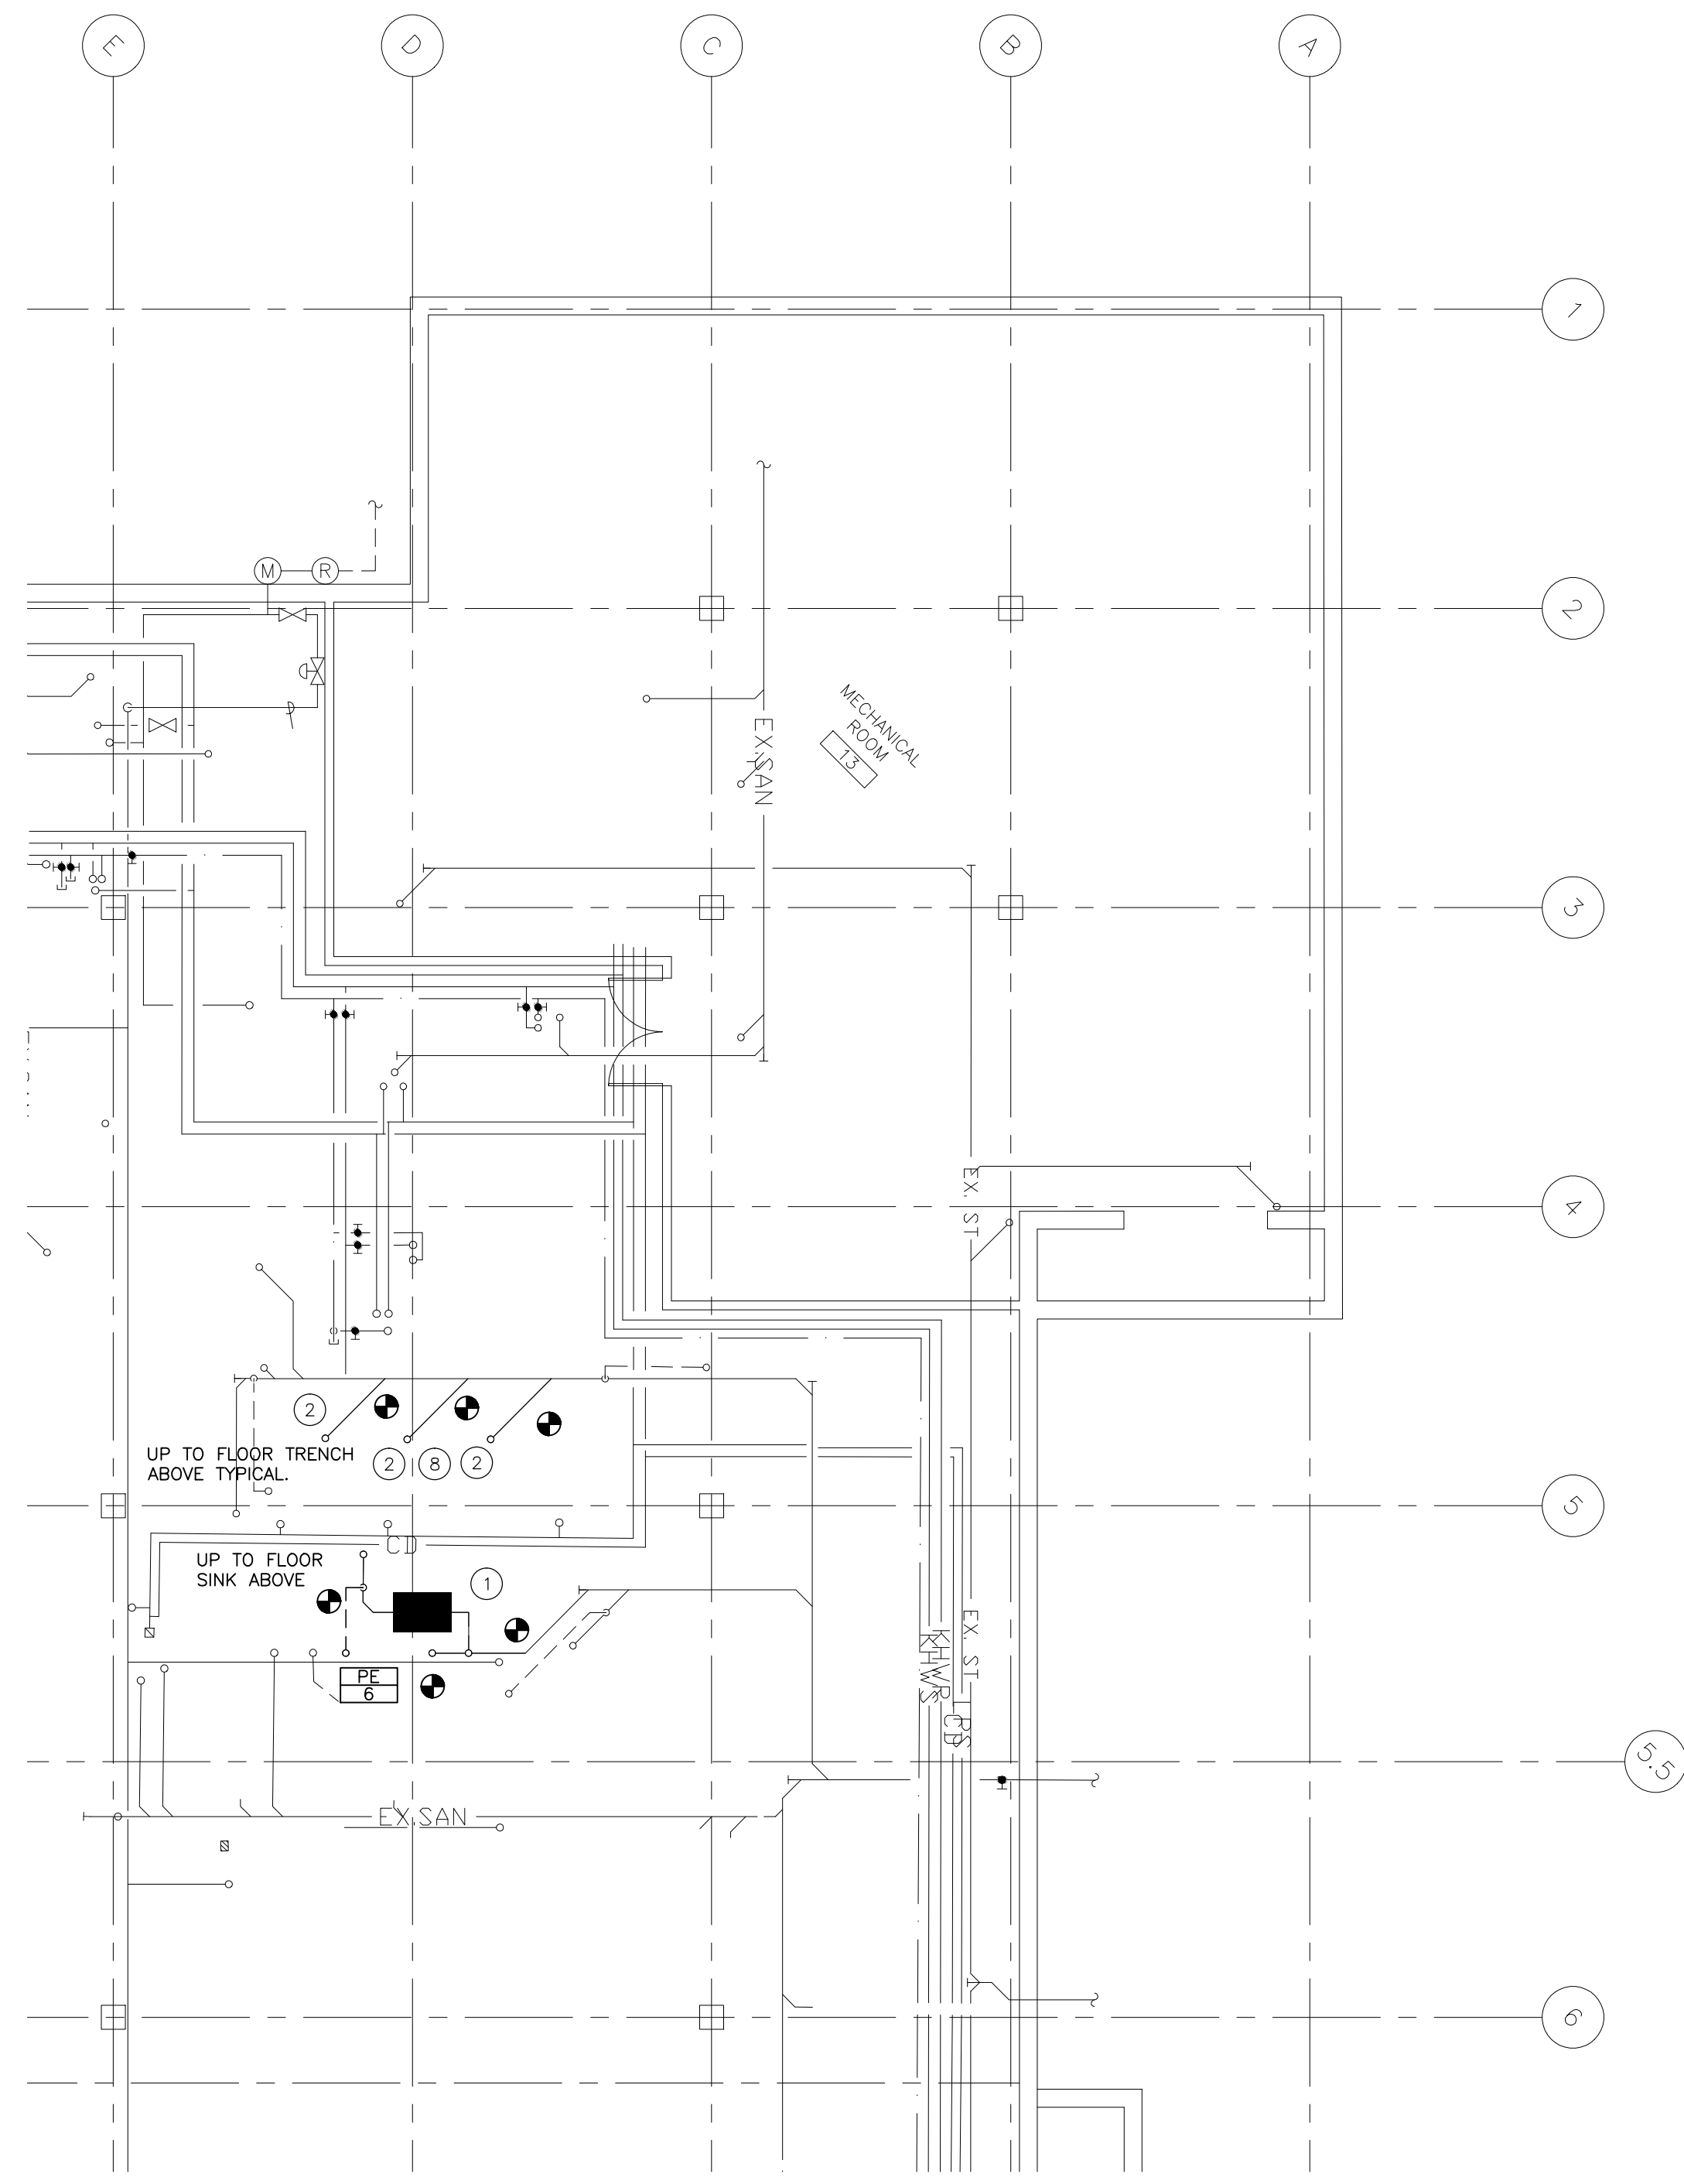 E
D
C
B
A
1
M
R
2
MECHANICAL
ROOM
13
EX.SAN
3
EX. ST
4
2
UP TO FLOOR TRENCH
ABOVE TYPICAL.
2
8
2
5
CD
UP TO FLOOR
SINK ABOVE
1
EX. ST
KHWS
KHWR
PE
6
CD
5.5
EX.SAN
6